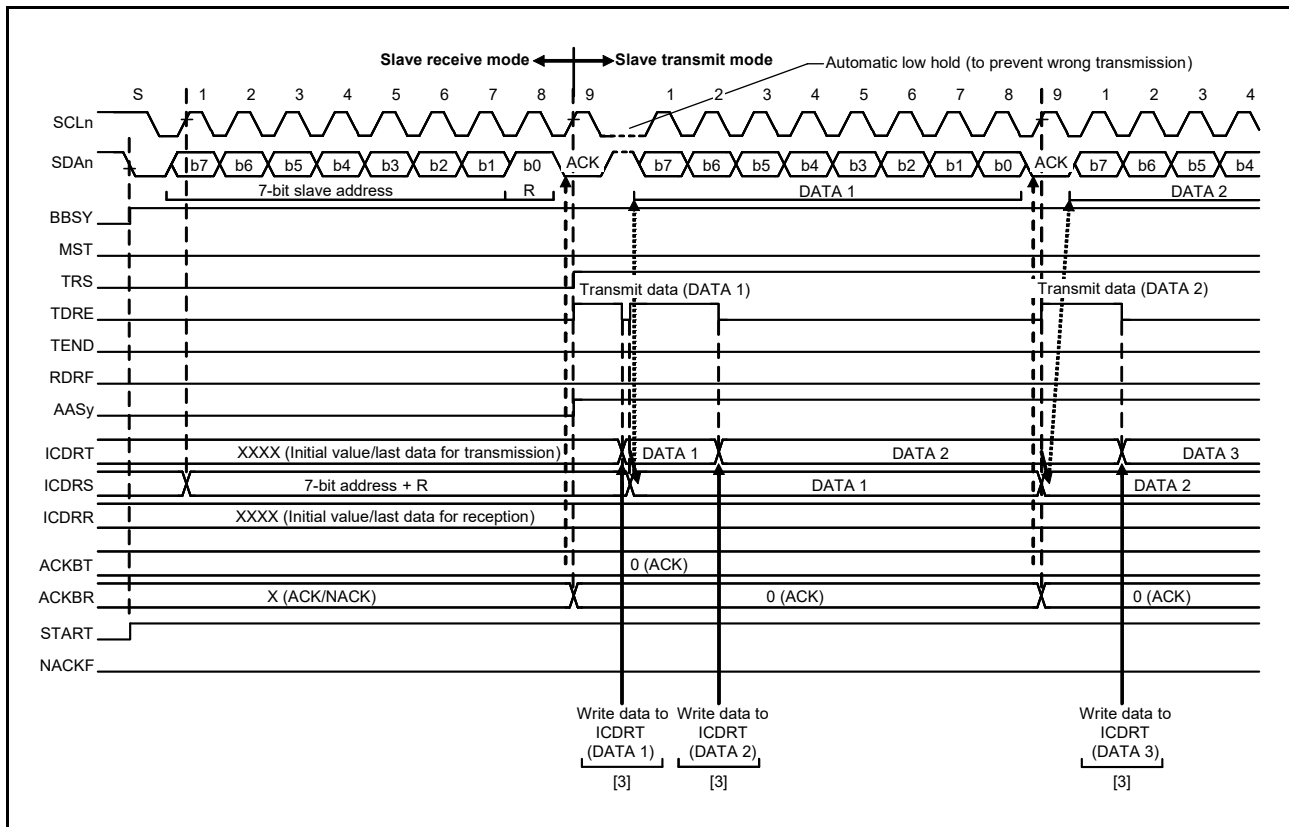 Slave receive mode Slave transmit mode
Automatic low hold (to prevent wrong transmission)
S 1 2 3 4 5 6 7 8 9 1 2 3 4 5 6 7 8 9 1 2 3 4
SCLn
SDAn b7 b6 b5 b4 b3 b2 b1 b0 ACK b7 b6 b5 b4 b3 b2 b1 b0 ACK b7 b6 b5 b4
7-bit slave address R DATA 1 DATA 2
BBSY
MST
TRS
Transmit data (DATA 1) Transmit data (DATA 2)
TDRE
TEND
RDRF
AASy
ICDRT XXXX (Initial value/last data for transmission) DATA 1 DATA 2 DATA 3
ICDRS 7-bit address + R DATA 1 DATA 2
ICDRR XXXX (Initial value/last data for reception)
ACKBT 0 (ACK)
ACKBR X (ACK/NACK) 0 (ACK) 0 (ACK)
START
NACKF
Write data to Write data to Write data to
ICDRT ICDRT ICDRT
(DATA 1) (DATA 2) (DATA 3)
[3] [3] [3]